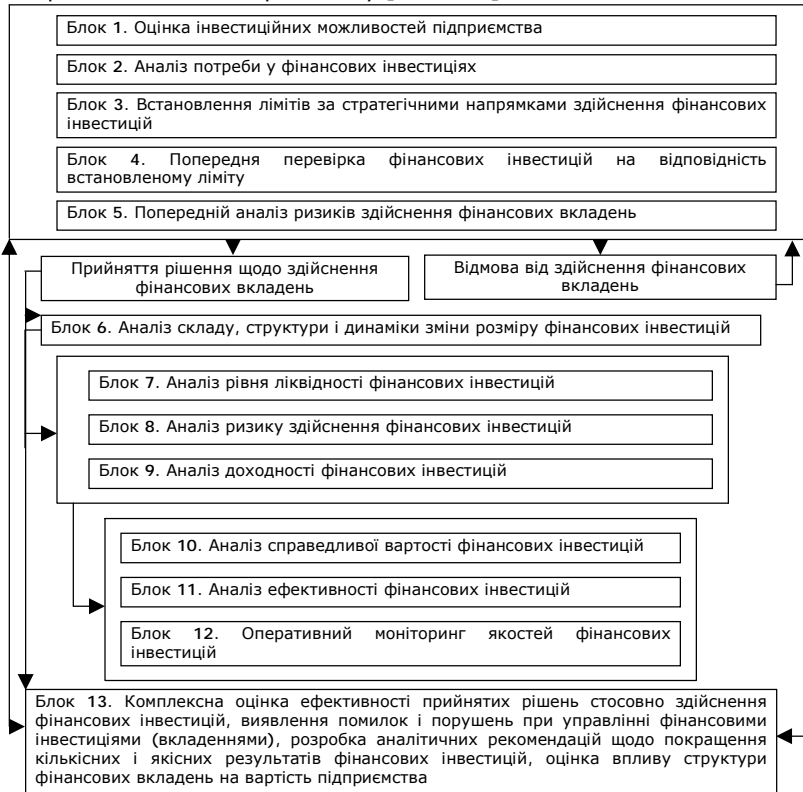 Блок 1. Оцінка інвестиційних можливостей підприємства
Блок 2. Аналіз потреби у фінансових інвестиціях
Блок 3. Встановлення лімітів за стратегічними напрямками здійснення фінансових
інвестицій
Блок 4. Попередня перевірка фінансових інвестицій на відповідність
встановленому ліміту
Блок 5. Попередній аналіз ризиків здійснення фінансових вкладень
Прийняття рішення щодо здійснення
фінансових вкладень
Відмова від здійснення фінансових
вкладень
Блок 6. Аналіз складу, структури і динаміки зміни розміру фінансових інвестицій
Блок 7. Аналіз рівня ліквідності фінансових інвестицій
Блок 8. Аналіз ризику здійснення фінансових інвестицій
Блок 9. Аналіз доходності фінансових інвестицій
Блок 10. Аналіз справедливої вартості фінансових інвестицій
Блок 11. Аналіз ефективності фінансових інвестицій
Блок 12. Оперативний моніторинг якостей фінансових
інвестицій
Блок 13. Комплексна оцінка ефективності прийнятих рішень стосовно здійснення
фінансових інвестицій, виявлення помилок і порушень при управлінні фінансовими
інвестиціями (вкладеннями), розробка аналітичних рекомендацій щодо покращення
кількісних і якісних результатів фінансових інвестицій, оцінка впливу структури
фінансових вкладень на вартість підприємства